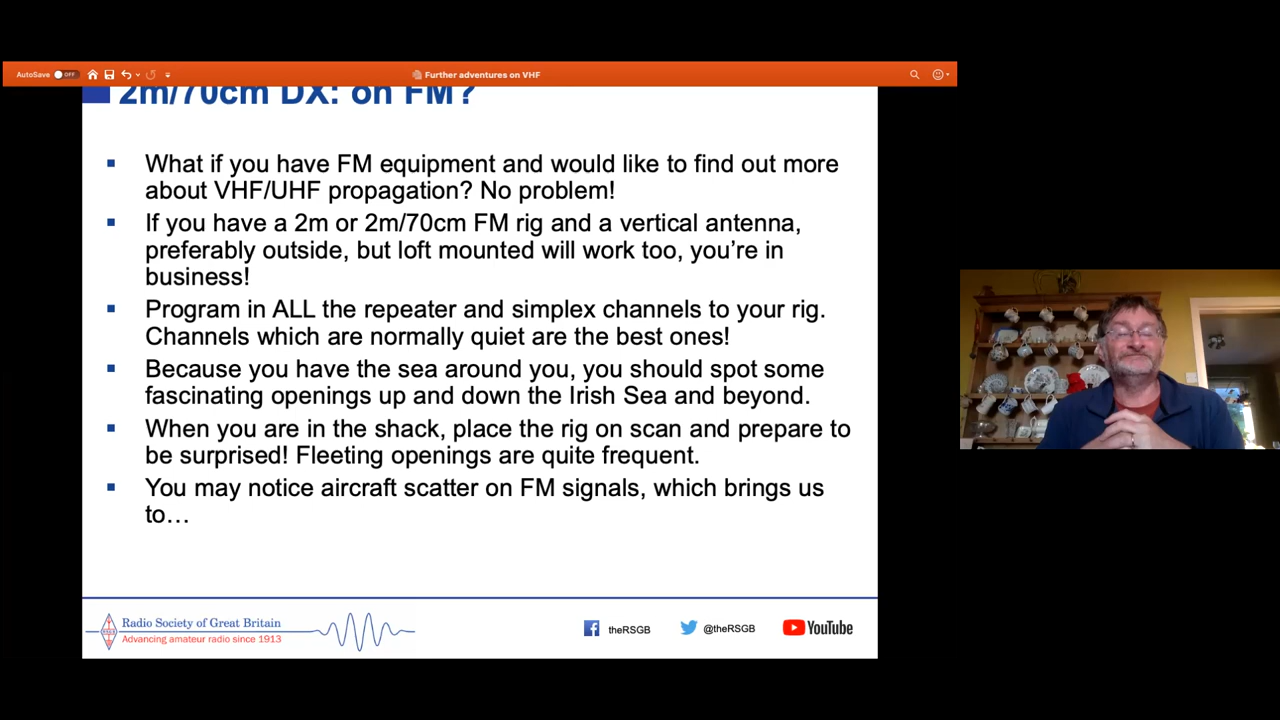 AutoSave OFF
Further adventures on VHF
2m/70cm DX: on FM?
What if you have FM equipment and would like to find out more
about VHF/UHF propagation? No problem!
If you have a 2m or 2m/70cm FM rig and a vertical antenna,
preferably outside, but loft mounted will work too, you’re in
business!
Program in ALL the repeater and simplex channels to your rig.
Channels which are normally quiet are the best ones!
Because you have the sea around you, you should spot some
fascinating openings up and down the Irish Sea and beyond.
When you are in the shack, place the rig on scan and prepare to
be surprised! Fleeting openings are quite frequent.
You may notice aircraft scatter on FM signals, which brings us
to…
Radio Society of Great Britain
Advancing amateur radio since 1913
theRSGB
@theRSGB
YouTube